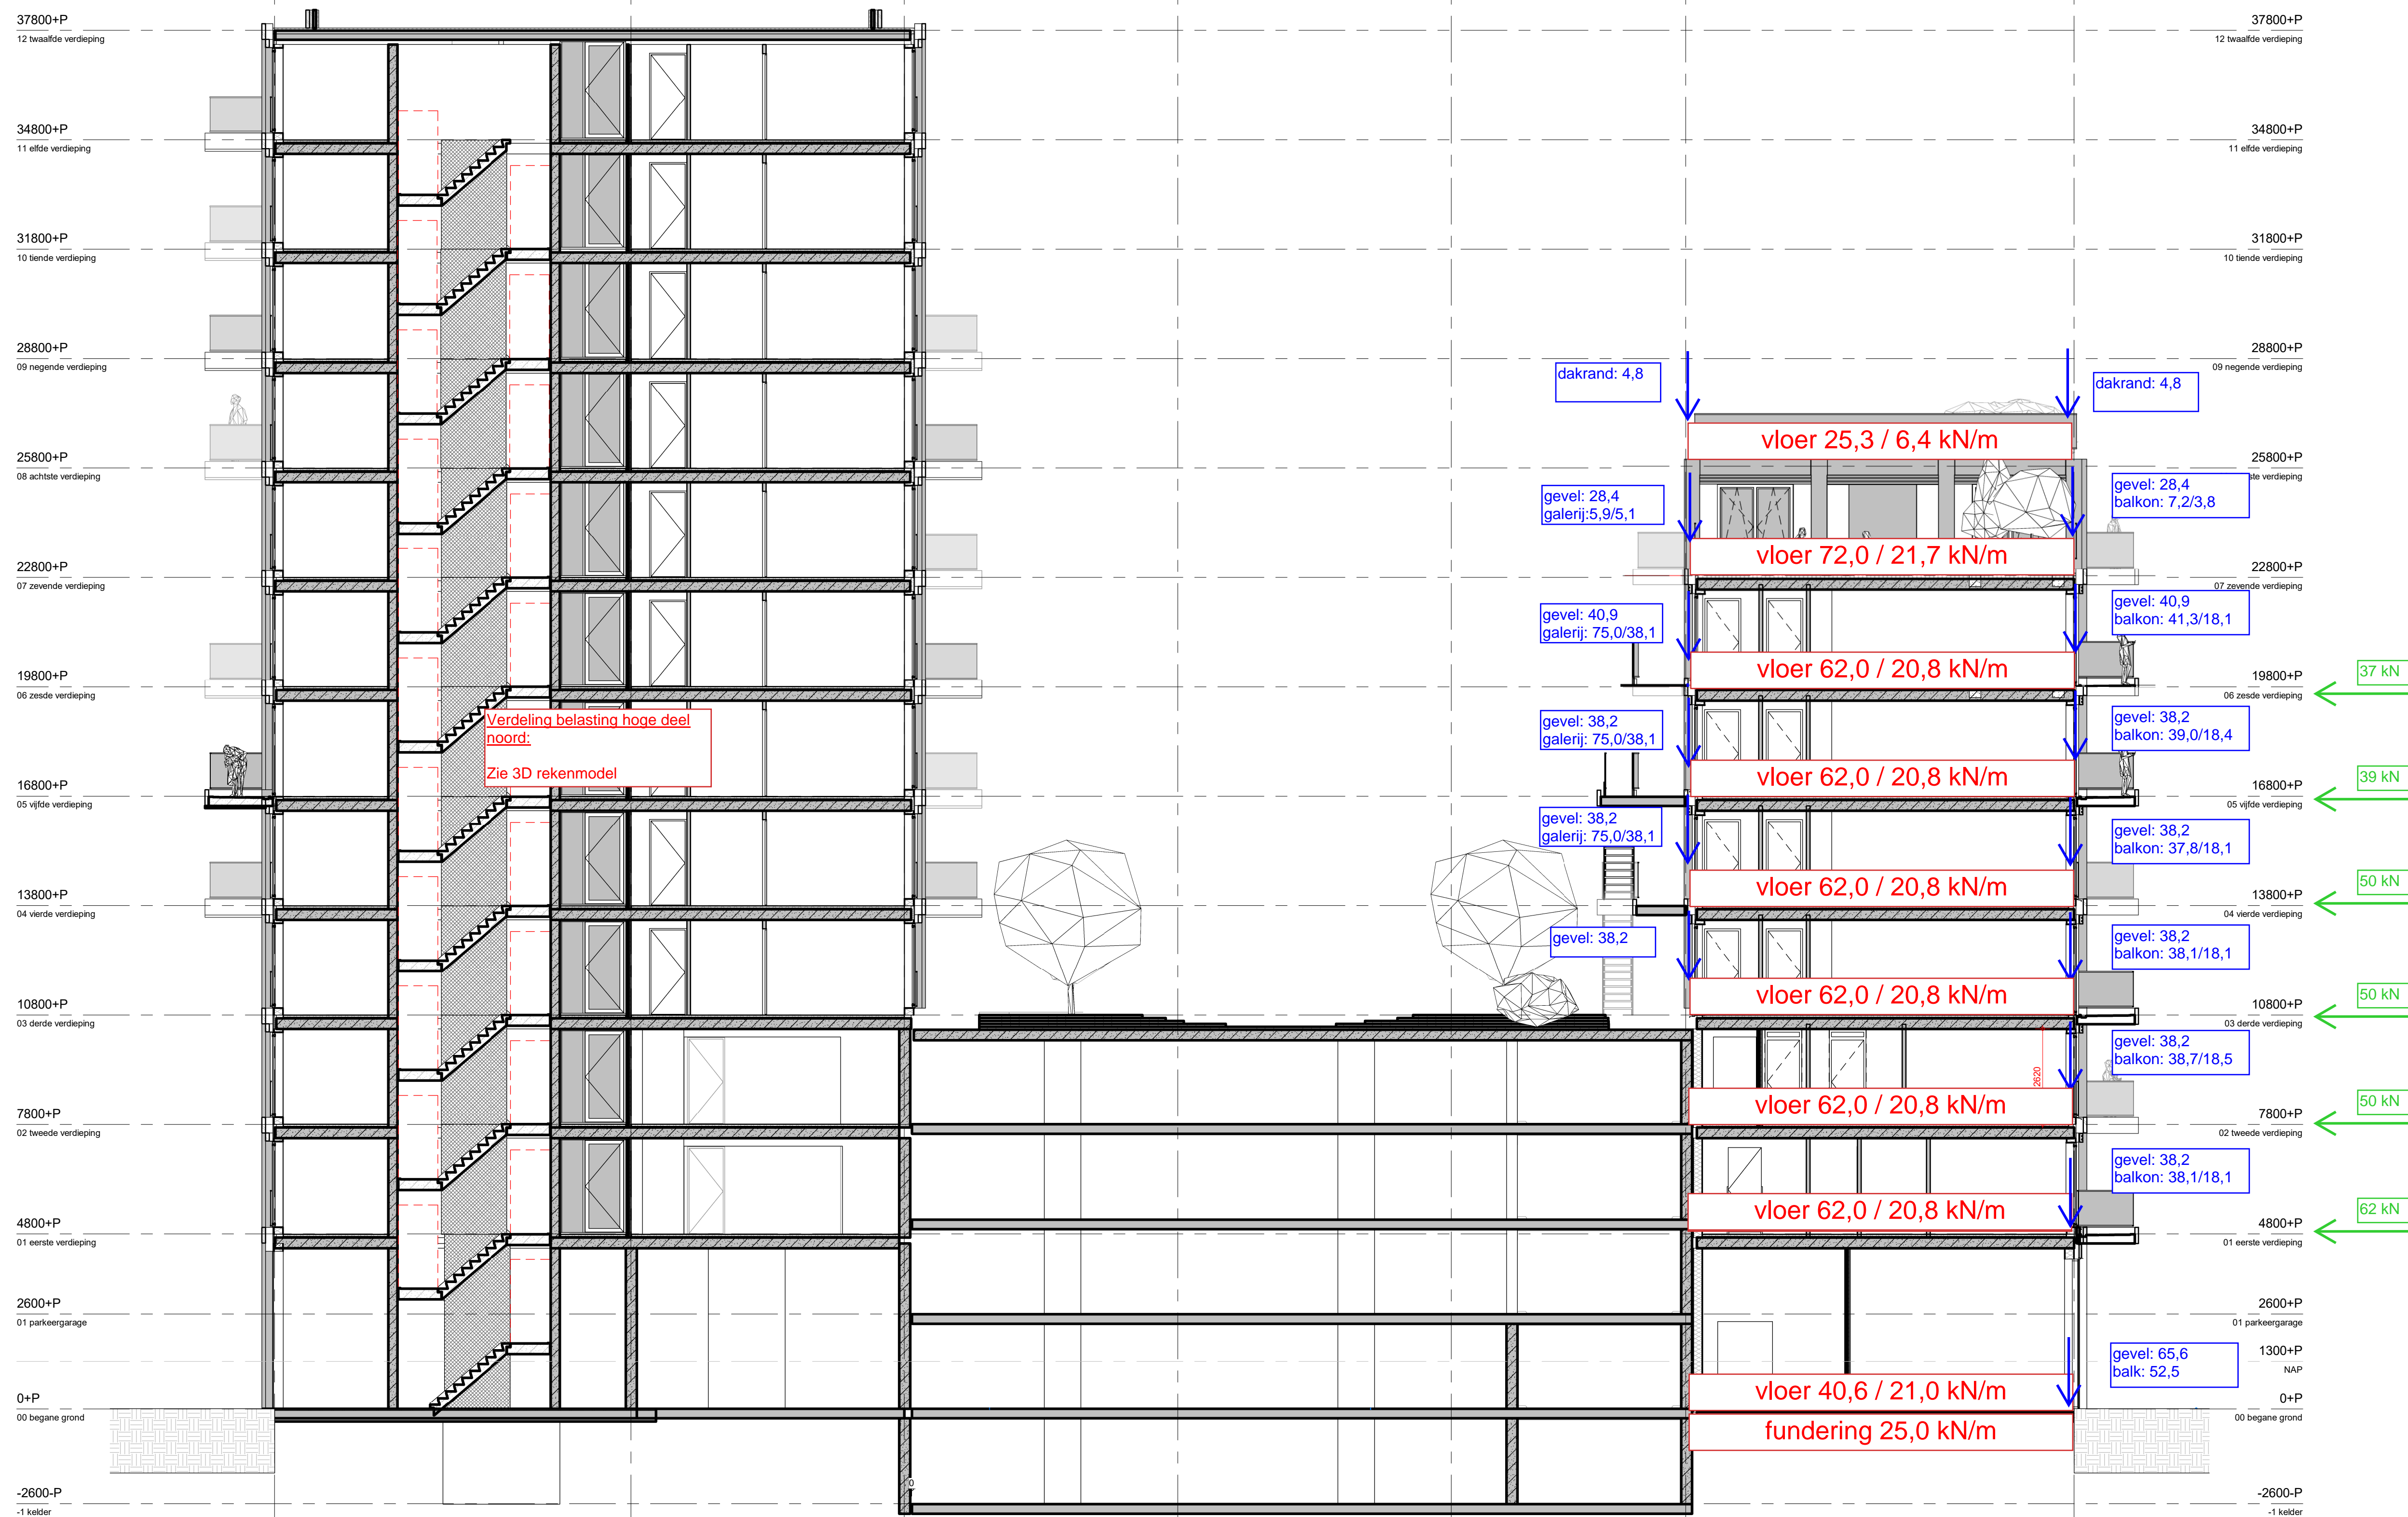 37800+P
12 twaalfde verdieping
34800+P
11 elfde verdieping
31800+P
10 tiende verdieping
28800+P
09 negende verdieping
25800+P
08 achtste verdieping
22800+P
07 zevende verdieping
19800+P
06 zesde verdieping
16800+P
05 vijfde verdieping
13800+P
04 vierde verdieping
10800+P
03 derde verdieping
7800+P
02 tweede verdieping
4800+P
01 eerste verdieping
2600+P
01 parkeergarage
0+P
00 begane grond
-2600-P
-1 kelder
Verdeling belasting hoge deel
noord:
Zie 3D rekenmodel
0
dakrand: 4,8
gevel: 28,4
galerij:5,9/5,1
gevel: 40,9
galerij: 75,0/38,1
gevel: 38,2
galerij: 75,0/38,1
gevel: 38,2
galerij: 75,0/38,1
gevel: 38,2
vloer 25,3 / 6,4 kN/m
vloer 72,0 / 21,7 kN/m
vloer 62,0 / 20,8 kN/m
vloer 62,0 / 20,8 kN/m
vloer 62,0 / 20,8 kN/m
vloer 62,0 / 20,8 kN/m
2620
vloer 62,0 / 20,8 kN/m
vloer 62,0 / 20,8 kN/m
vloer 40,6 / 21,0 kN/m
fundering 25,0 kN/m
dakrand: 4,8
gevel: 28,4
balkon: 7,2/3,8
gevel: 40,9
balkon: 41,3/18,1
gevel: 38,2
balkon: 39,0/18,4
gevel: 38,2
balkon: 37,8/18,1
gevel: 38,2
balkon: 38,1/18,1
gevel: 38,2
balkon: 38,7/18,5
gevel: 38,2
balkon: 38,1/18,1
gevel: 65,6
balk: 52,5
37800+P
12 twaalfde verdieping
34800+P
11 elfde verdieping
31800+P
10 tiende verdieping
28800+P
09 negende verdieping
25800+P
ste verdieping
22800+P
07 zevende verdieping
19800+P
06 zesde verdieping
16800+P
05 vijfde verdieping
13800+P
04 vierde verdieping
10800+P
03 derde verdieping
7800+P
02 tweede verdieping
4800+P
01 eerste verdieping
2600+P
01 parkeergarage
1300+P
NAP
0+P
00 begane grond
-2600-P
-1 kelder
37 kN
39 kN
50 kN
50 kN
50 kN
62 kN